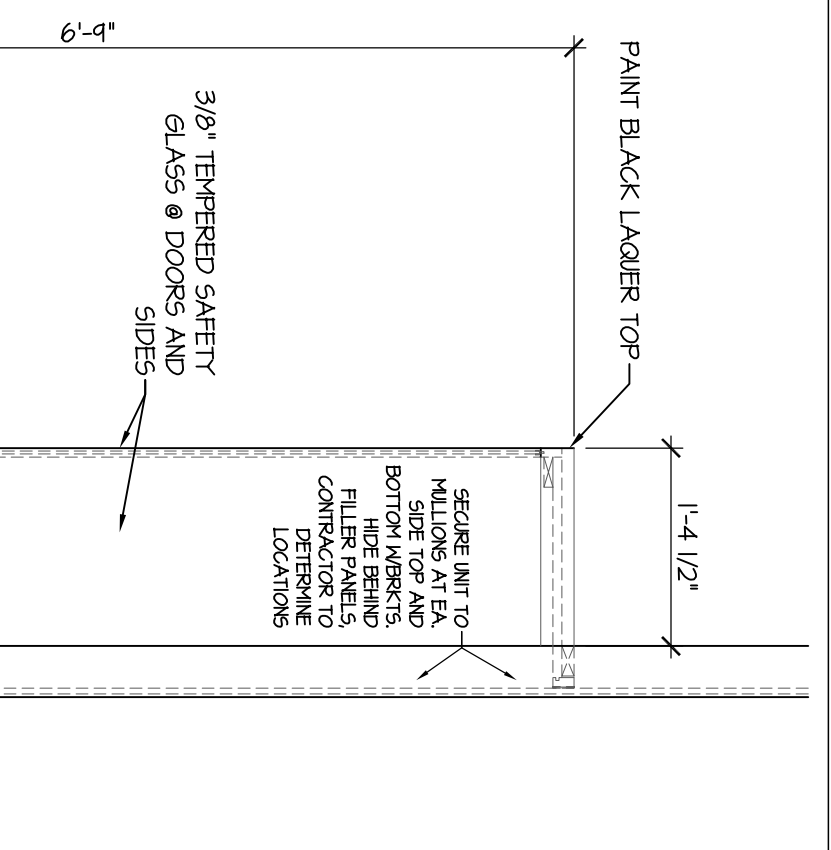 6'-9"
PAINT BLACK LAQUER TOP
3/8" TEMPERED SAFETY
GLASS @ DOORS AND
SIDES
1'-4 1/2"
SECURE UNIT TO
MULLIONS AT EA.
SIDE TOP AND
BOTTOM W/BRKTS.
HIDE BEHIND
FILLER PANELS,
CONTRACTOR TO
DETERMINE
LOCATIONS